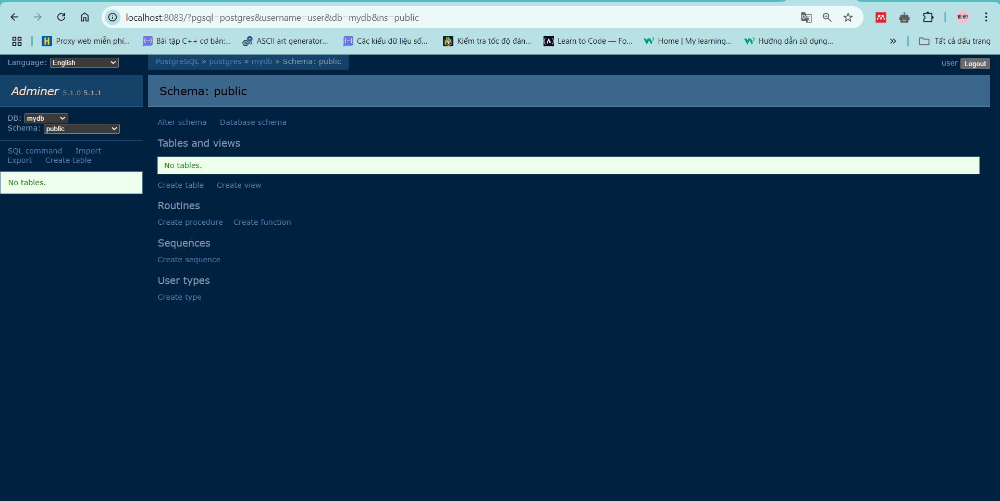 localhost:8083/?pgsql=postgres&username=user&db=mydb&ns=public
Proxy web miễn phí... Bài tập C++ cơ bản:... ASCII art generator... Các kiểu dữ liệu số... Kiểm tra tốc độ đán... Learn to Code — Fo... Home | My learning... Hướng dẫn sử dụng... » Tất cả dấu trang
Language: English
PostgreSQL » postgres » mydb » Schema: public
user Logout
Adminer 5.1.0 5.1.1
Schema: public
DB: mydb
Schema: public
SQL command Import
Export Create table
No tables.
Alter schema Database schema
Tables and views
No tables.
Create table Create view
Routines
Create procedure Create function
Sequences
Create sequence
User types
Create type